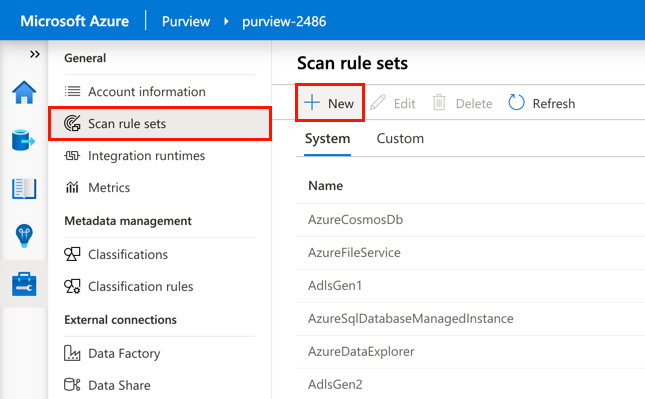 Microsoft Azure Purview purview-2486
General
Account information
Scan rule sets
Integration runtimes
Metrics
Metadata management
Classifications
Classification rules
External connections
Data Factory
Data Share
Scan rule sets
New Edit Delete Refresh
System Custom
Name
AzureCosmosDb
AzureFileService
AdlsGen1
AzureSqlDatabaseManagedInstance
AzureDataExplorer
AdlsGen2